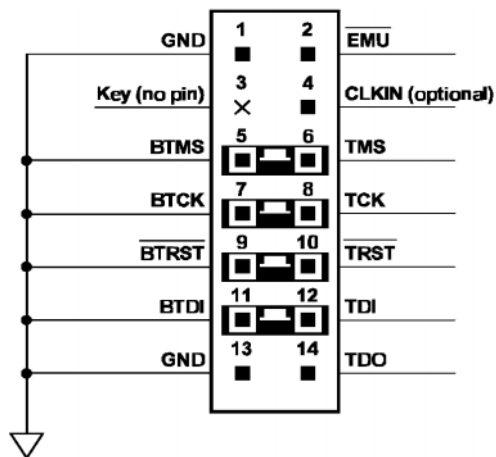 1 2
GND EMU
3 4
Key (no pin) CLKIN (optional)
5 6
BTMS TMS
7 8
BTCK TCK
9 10
BTRST TRST
11 12
BTDI TDI
13 14
GND TDO